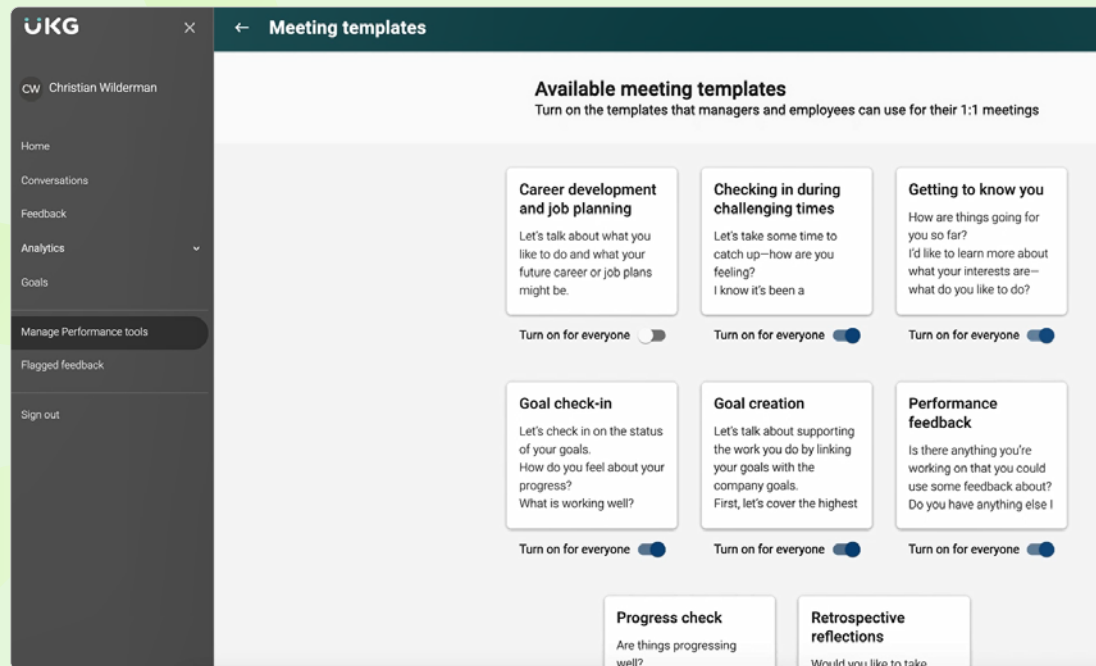 UKG
Meeting templates
CW Christian Wilderman
Home
Conversations
Feedback
Analytics
Goals
Manage Performance tools
Flagged feedback
Sign out
Available meeting templates
Turn on the templates that managers and employees can use for their 1:1 meetings
Career development
and job planning
Let's talk about what you
like to do and what your
future career or job plans
might be.
Turn on for everyone
Checking in during
challenging times
Let's take some time to
catch up—how are you
feeling?
I know it's been a
Turn on for everyone
Getting to know you
How are things going for
you so far?
I'd like to learn more about
what your interests are—
what do you like to do?
Turn on for everyone
Goal check-in
Let's check in on the status
of your goals.
How do you feel about your
progress?
What is working well?
Turn on for everyone
Goal creation
Let's talk about supporting
the work you do by linking
your goals with the
company goals.
First, let's cover the highest
Turn on for everyone
Performance
feedback
Is there anything you're
working on that you could
use some feedback about?
Do you have anything else I
Turn on for everyone
Progress check
Are things progressing
well?
Retrospective
reflections
Would you like to take